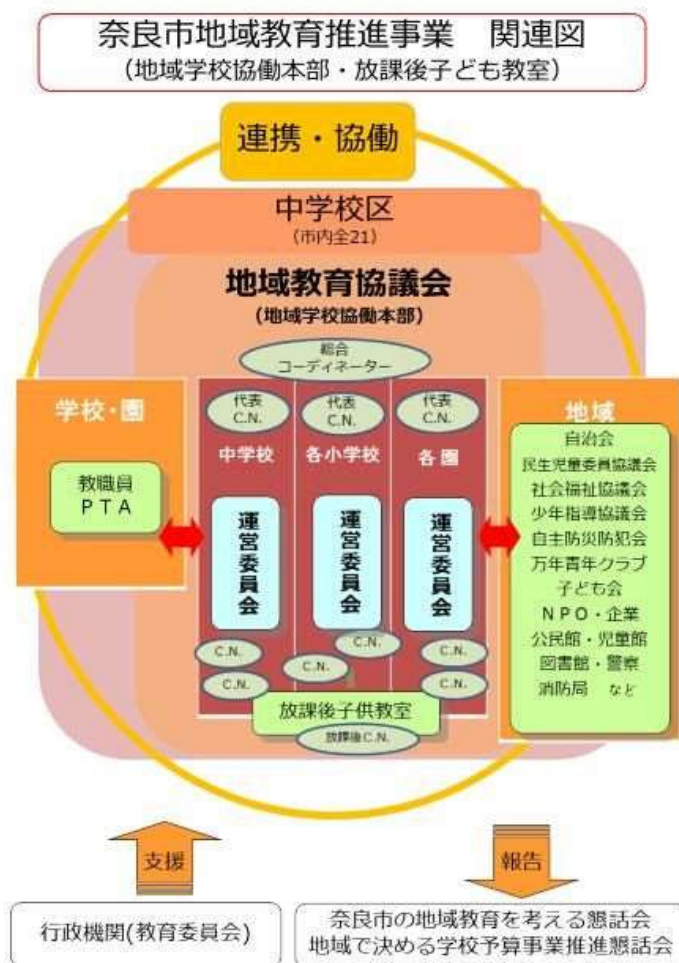 奈良市地域教育推進事業 関連図
（地域学校協働本部・放課後子ども教室）
連携・協働
中学校区
（市内全21）
地域教育協議会
（地域学校協働本部）
総合
コーディネーター
学校・園
教職員
ＰＴＡ
代表
C.N.
中学校
運営委員会
代表
C.N.
各小学校
運営委員会
代表
C.N.
各園
運営委員会
C.N.
C.N.
C.N.
C.N.
C.N.
C.N.
放課後子供教室
放課後C.N.
地域
自治会
民生児童委員協議会
社会福祉協議会
少年指導協議会
自主防災防犯会
万年青年クラブ
子ども会
ＮＰＯ・企業
公民館・児童館
図書館・警察
消防局 など
支援
行政機関(教育委員会)
報告
奈良市の地域教育を考える懇話会
地域で決める学校予算事業推進懇話会